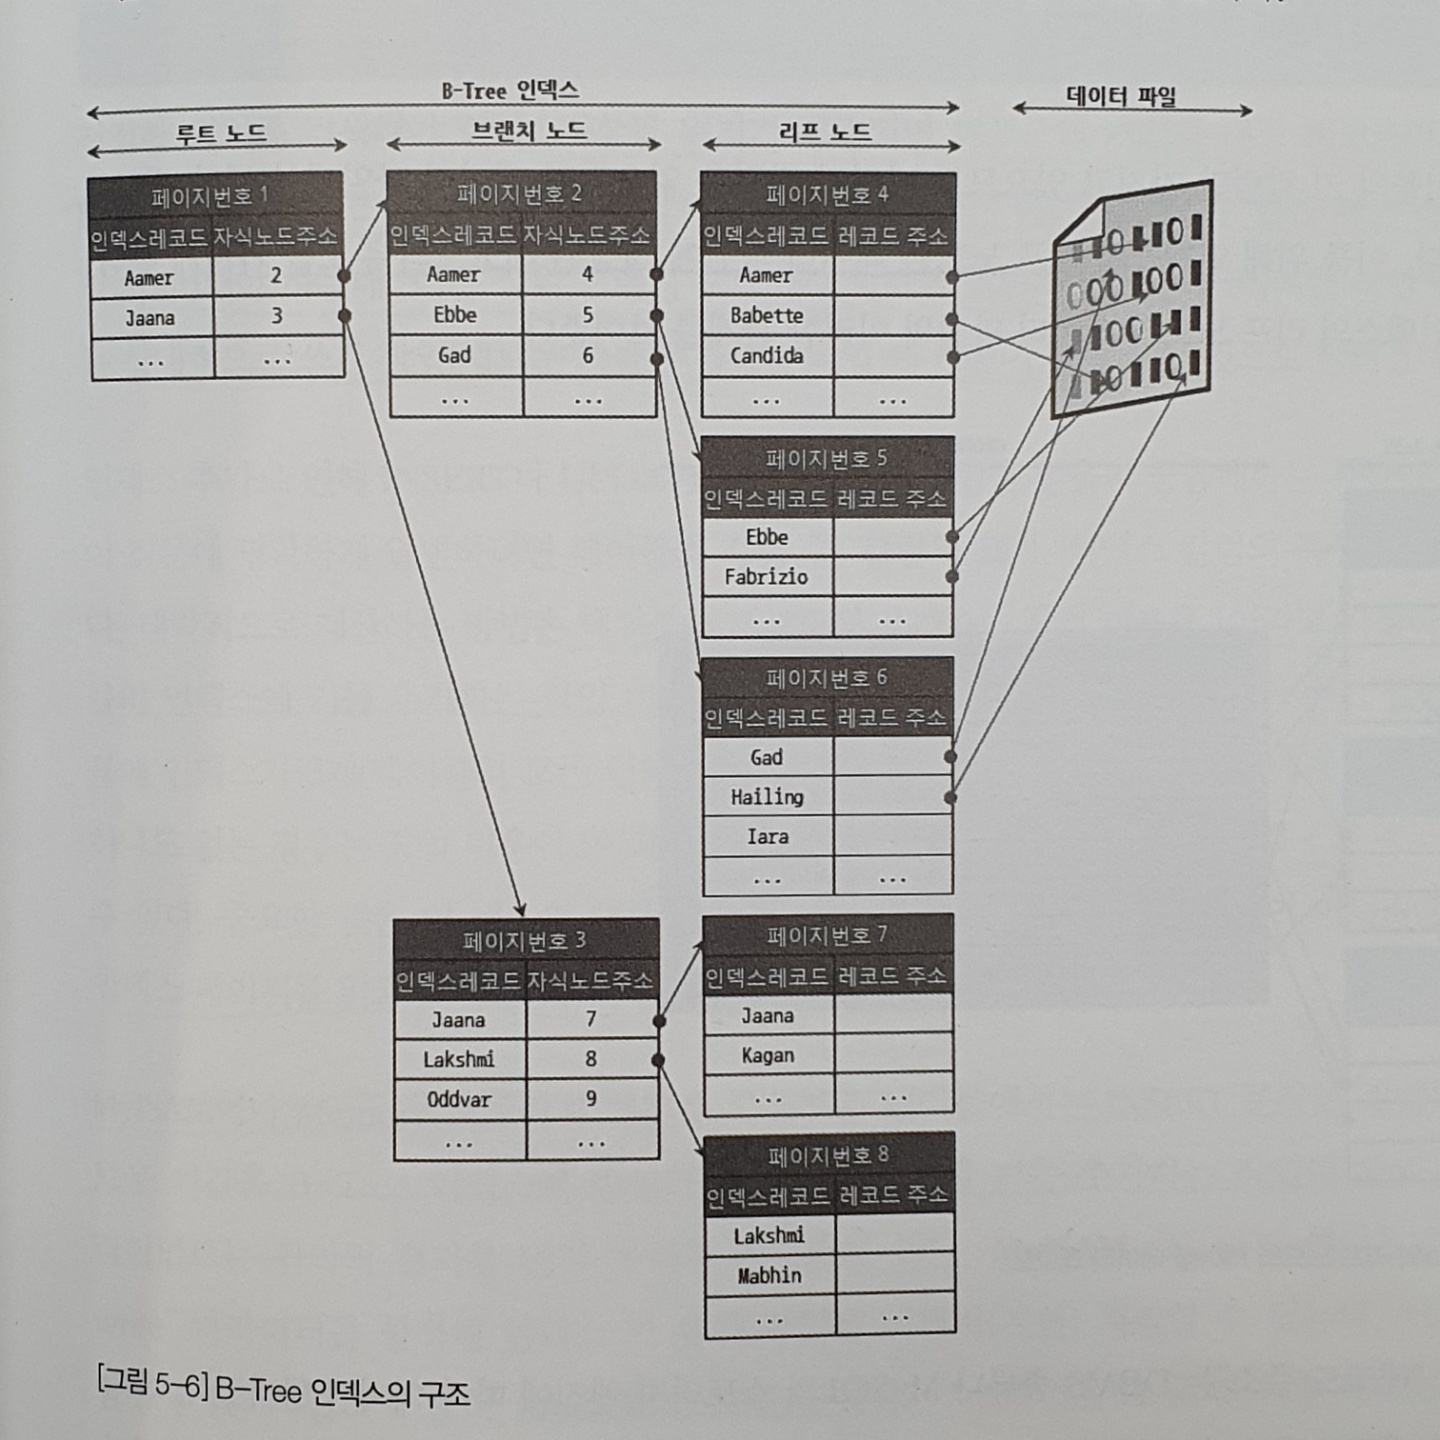 B-Tree 인덱스
데이터 파일
루트 노드
브랜치 노드
리프 노드
페이지번호 1
인덱스레코드 자식노드주소
Aamer 2
Jaana 3
... ...
페이지번호 2
인덱스레코드 자식노드주소
Aamer 4
Ebbe 5
Gad 6
... ...
페이지번호 4
인덱스레코드 레코드 주소
Aamer
Babette
Candida
... ...
페이지번호 5
인덱스레코드 레코드 주소
Ebbe
Fabrizio
... ...
페이지번호 6
인덱스레코드 레코드 주소
Gad
Hailing
Iara
... ...
페이지번호 3
인덱스레코드 자식노드주소
Jaana 7
Lakshmi 8
Oddvar 9
... ...
페이지번호 7
인덱스레코드 레코드 주소
Jaana
Kagan
... ...
페이지번호 8
인덱스레코드 레코드 주소
Lakshmi
Mabhin
... ...
[그림 5-6] B-Tree 인덱스의 구조